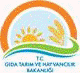 T.C.
GIDA TARIM VE HAYVANCILIK
BAKANLIĞI